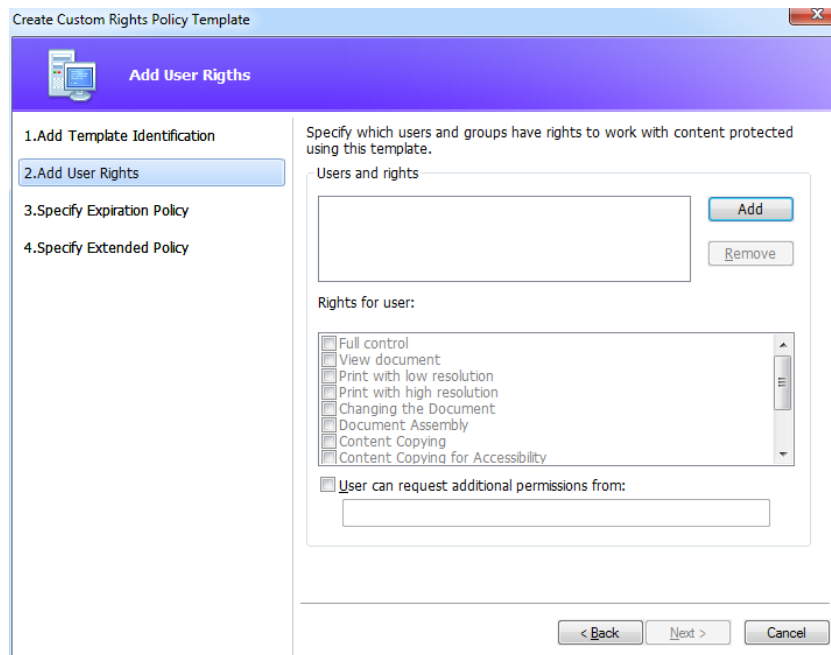 Create Custom Rights Policy Template
X
Add User Rigths
1.Add Template Identification
2.Add User Rights
3.Specify Expiration Policy
4.Specify Extended Policy
Specify which users and groups have rights to work with content protected
using this template.
Users and rights
Add
Remove
Rights for user:
Full control
View document
Print with low resolution
Print with high resolution
Changing the Document
Document Assembly
Content Copying
Content Copying for Accessibility
User can request additional permissions from:
< Back
Next >
Cancel